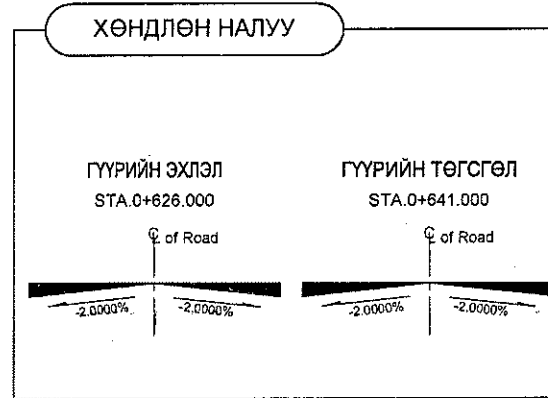 ХӨНДЛӨН НАЛУУ
ГҮҮРИЙН ЭХЛЭЛ
STA.0+626.000
℄ of Road
-2.0000% -2.0000%
ГҮҮРИЙН ТӨГСГӨЛ
STA.0+641.000
℄ of Road
-2.0000% -2.0000%